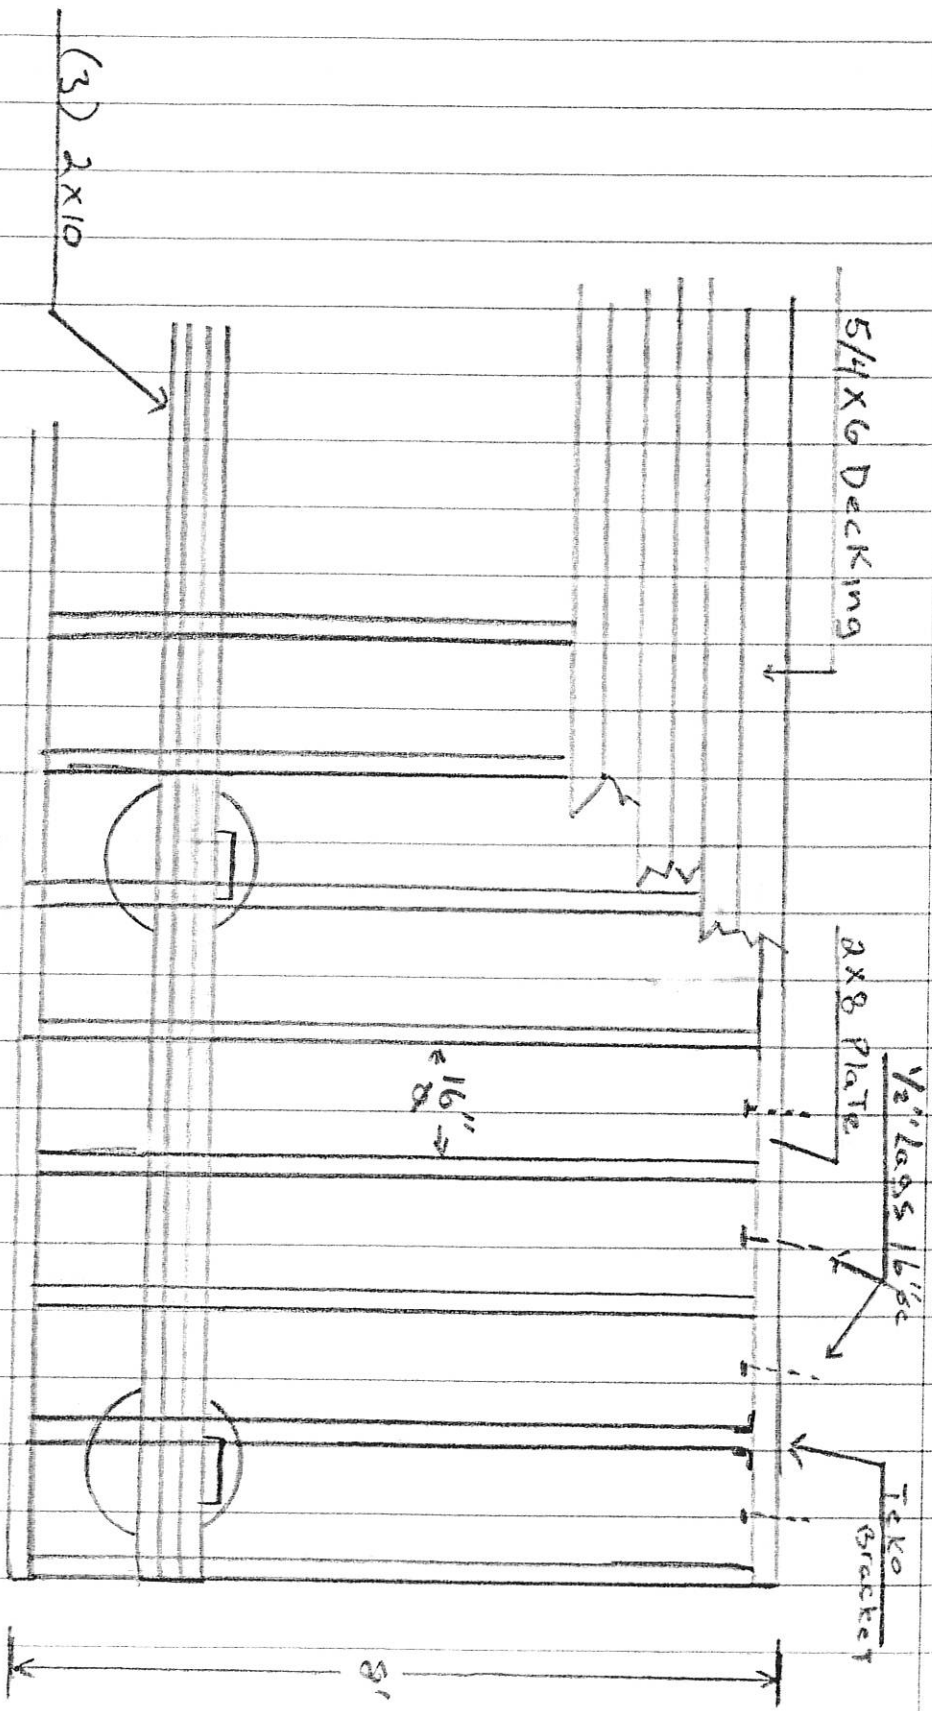 5/4x6 Decking
2x8 PlaTe
1/2" Lags 16"oc
Teko
BrackeT
16"
8'
(3) 2x10